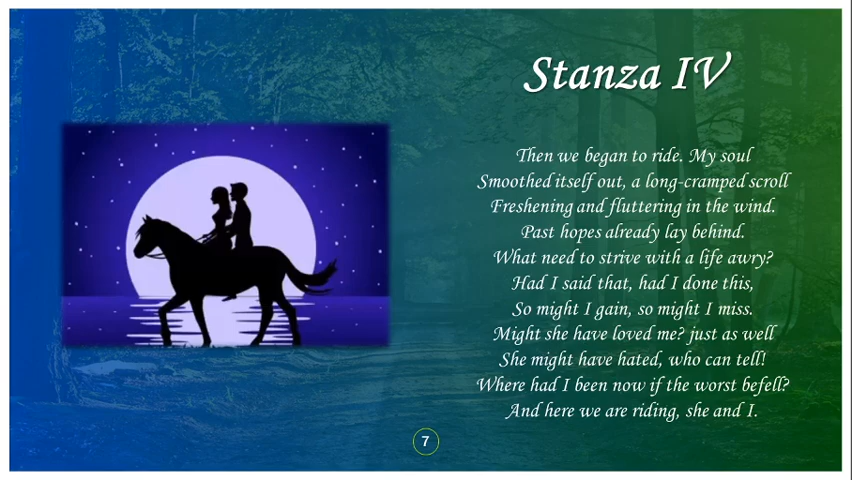 Stanza IV
Then we began to ride. My soul
Smoothed itself out, a long-cramped scroll
Freshening and fluttering in the wind.
Past hopes already lay behind.
What need to strive with a life awry?
Had I said that, had I done this,
So might I gain, so might I miss.
Might she have loved me? just as well
She might have hated, who can tell!
Where had I been now if the worst befell?
And here we are riding, she and I.
7